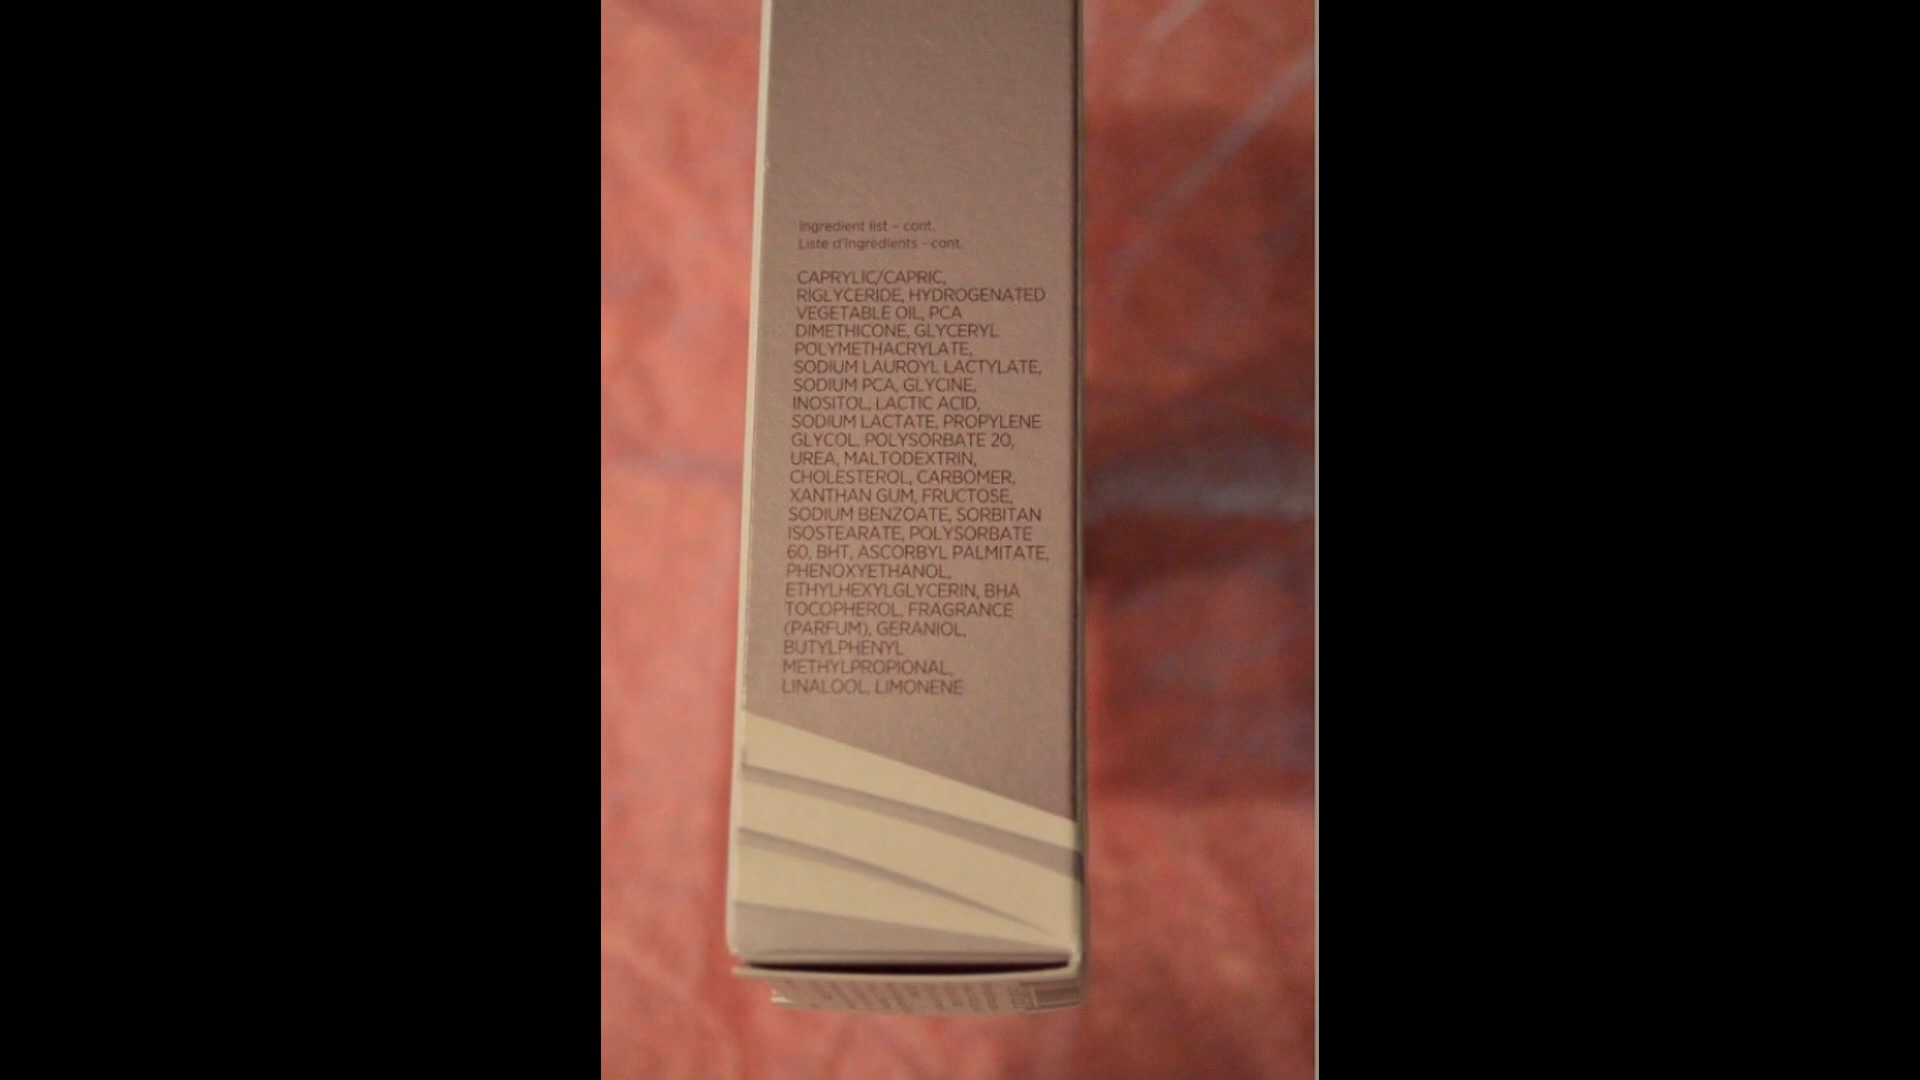 Ingredient list - cont.
Liste d'ingrédients - cont.
CAPRYLIC/CAPRIC,
RIGLYCERIDE, HYDROGENATED
VEGETABLE OIL, PCA
DIMETHICONE, GLYCERYL
POLYMETHACRYLATE,
SODIUM LAUROYL LACTYLATE,
SODIUM PCA, GLYCINE,
INOSITOL, LACTIC ACID,
SODIUM LACTATE, PROPYLENE
GLYCOL, POLYSORBATE 20,
UREA, MALTODEXTRIN,
CHOLESTEROL, CARBOMER,
XANTHAN GUM, FRUCTOSE,
SODIUM BENZOATE, SORBITAN
ISOSTEARATE, POLYSORBATE
60, BHT, ASCORBYL PALMITATE,
PHENOXYETHANOL,
ETHYLHEXYLGLYCERIN, BHA
TOCOPHEROL, FRAGRANCE
(PARFUM), GERANIOL,
BUTYLPHENYL
METHYLPROPIONAL,
LINALOOL, LIMONENE